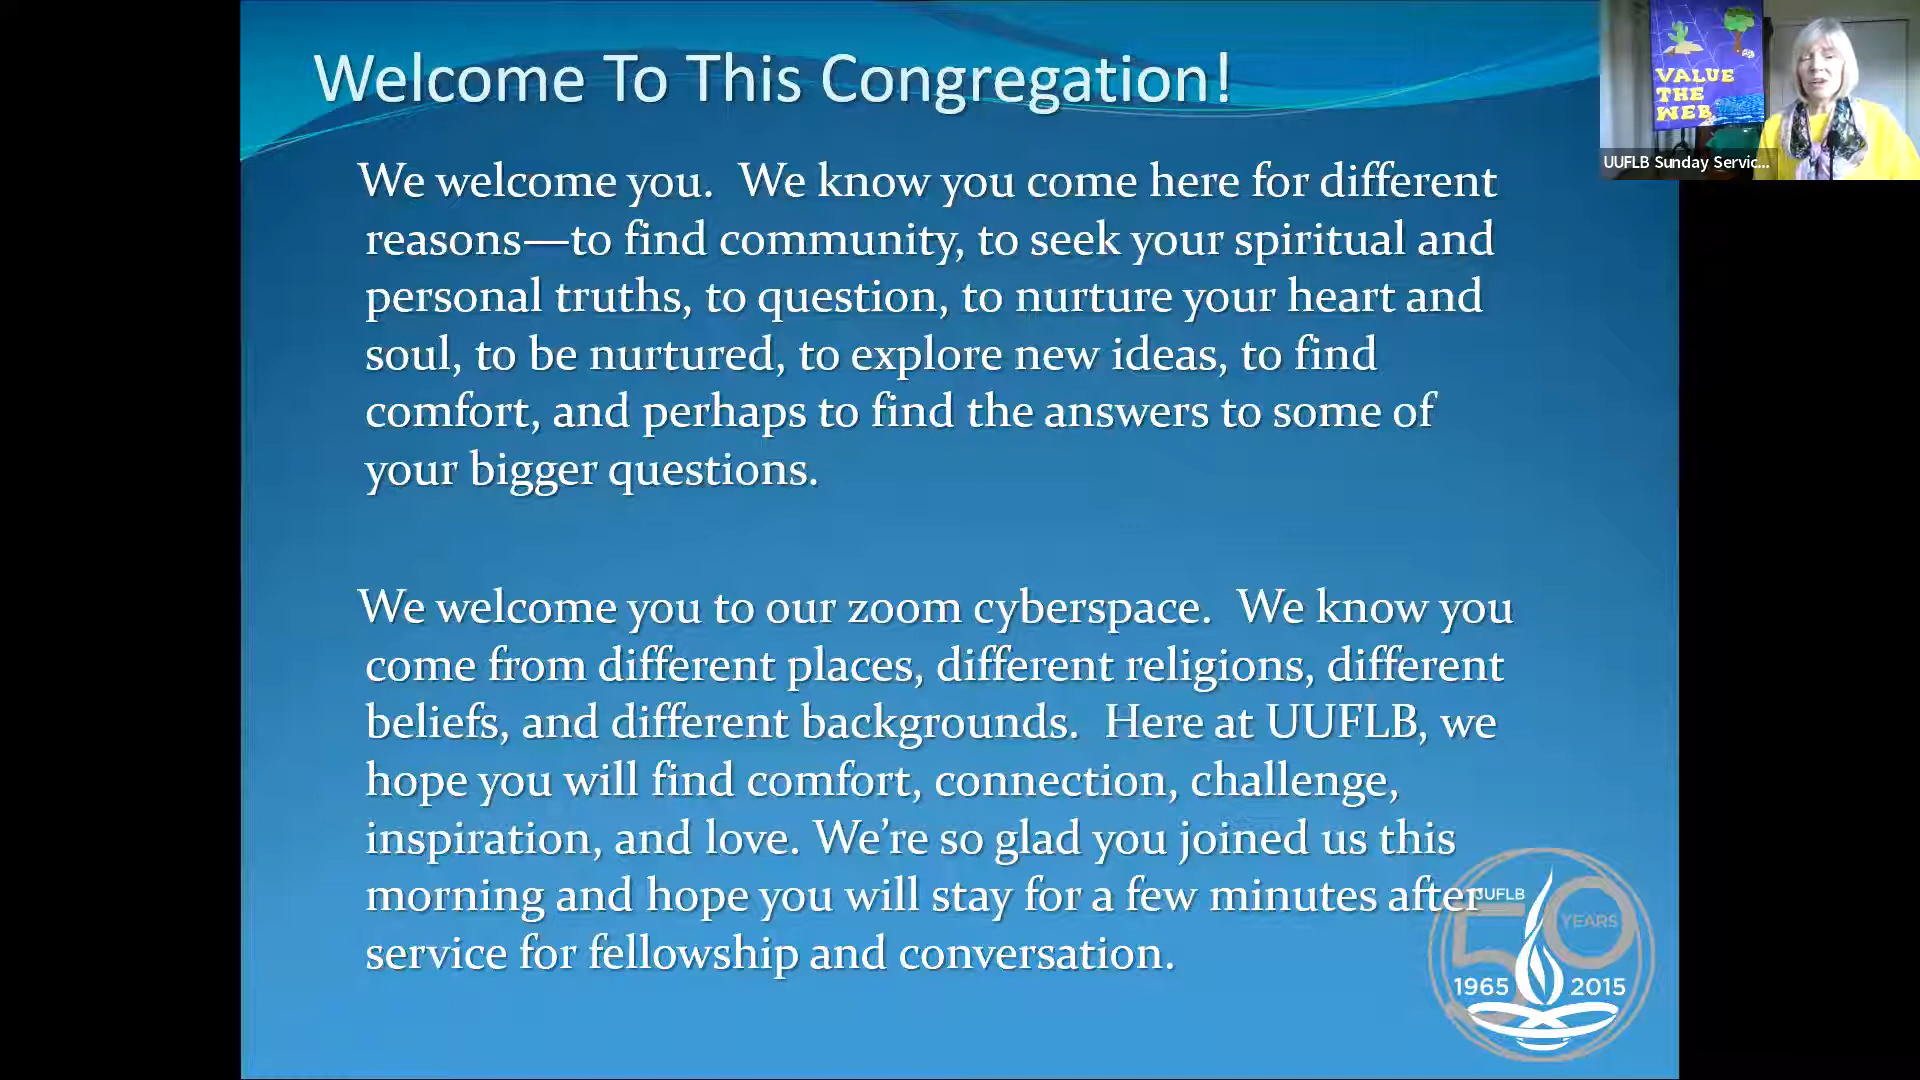 Welcome To This Congregation!
VALUE
THE
WEB
UUFLB Sunday Servic...
We welcome you.  We know you come here for different
reasons—to find community, to seek your spiritual and
personal truths, to question, to nurture your heart and
soul, to be nurtured, to explore new ideas, to find
comfort, and perhaps to find the answers to some of
your bigger questions.
We welcome you to our zoom cyberspace.  We know you
come from different places, different religions, different
beliefs, and different backgrounds.  Here at UUFLB, we
hope you will find comfort, connection, challenge,
inspiration, and love. We’re so glad you joined us this
morning and hope you will stay for a few minutes after
service for fellowship and conversation.
UUFLB
50
YEARS
1965 2015